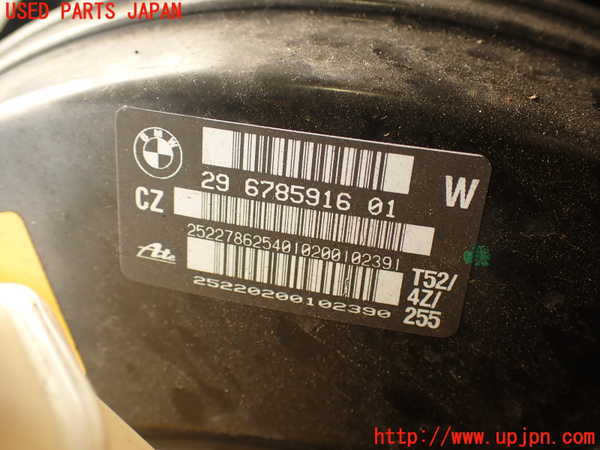 USED PARTS JAPAN
BMW
29 6785916 01
W
CZ
2522786254010200102391
Ate
25220200102390
T52/
4Z/
255
http://www.upjpn.com/